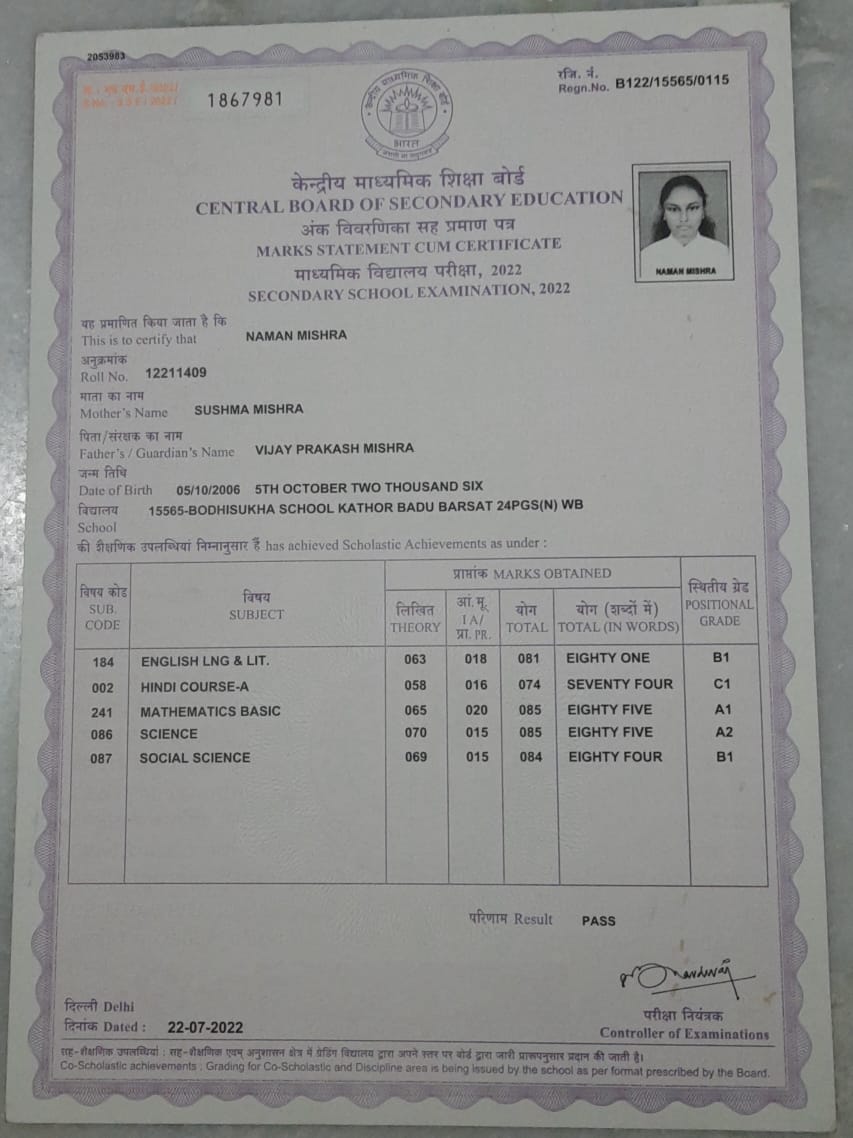 2053983
1867981
रजि. नं.
Regn.No. B122/15565/0115
केन्द्रीय माध्यमिक शिक्षा बोर्ड
भारत
केन्द्रीय माध्यमिक शिक्षा बोर्ड
CENTRAL BOARD OF SECONDARY EDUCATION
अंक विवरणिका सह प्रमाण पत्र
MARKS STATEMENT CUM CERTIFICATE
माध्यमिक विद्यालय परीक्षा, 2022
SECONDARY SCHOOL EXAMINATION, 2022
NAMAN MISHRA
यह प्रमाणित किया जाता है कि
This is to certify that NAMAN MISHRA
अनुक्रमांक
Roll No. 12211409
माता का नाम
Mother's Name SUSHMA MISHRA
पिता/संरक्षक का नाम
Father's / Guardian's Name VIJAY PRAKASH MISHRA
जन्म तिथि
Date of Birth 05/10/2006 5TH OCTOBER TWO THOUSAND SIX
विद्यालय 15565-BODHISUKHA SCHOOL KATHOR BADU BARSAT 24PGS(N) WB
School
की शैक्षणिक उपलब्धियां निम्नानुसार हैं has achieved Scholastic Achievements as under :
विषय कोड SUB. CODE
विषय SUBJECT
प्राप्तांक MARKS OBTAINED
लिखित THEORY
आं.मू. IA/ प्रा. PR.
योग TOTAL
योग (शब्दों में) TOTAL (IN WORDS)
स्थितीय ग्रेड POSITIONAL GRADE
184 ENGLISH LNG & LIT. 063 018 081 EIGHTY ONE B1
002 HINDI COURSE-A 058 016 074 SEVENTY FOUR C1
241 MATHEMATICS BASIC 065 020 085 EIGHTY FIVE A1
086 SCIENCE 070 015 085 EIGHTY FIVE A2
087 SOCIAL SCIENCE 069 015 084 EIGHTY FOUR B1
परिणाम Result PASS
दिल्ली Delhi
दिनांक Dated : 22-07-2022
परीक्षा नियंत्रक
Controller of Examinations
सह-शैक्षणिक उपलब्धियां : सह-शैक्षणिक एवम् अनुशासन क्षेत्र में ग्रेडिंग विद्यालय द्वारा अपने स्तर पर बोर्ड द्वारा जारी प्रारूपनुसार प्रदान की जाती है।
Co-Scholastic achievements : Grading for Co-Scholastic and Discipline area is being issued by the school as per format prescribed by the Board.